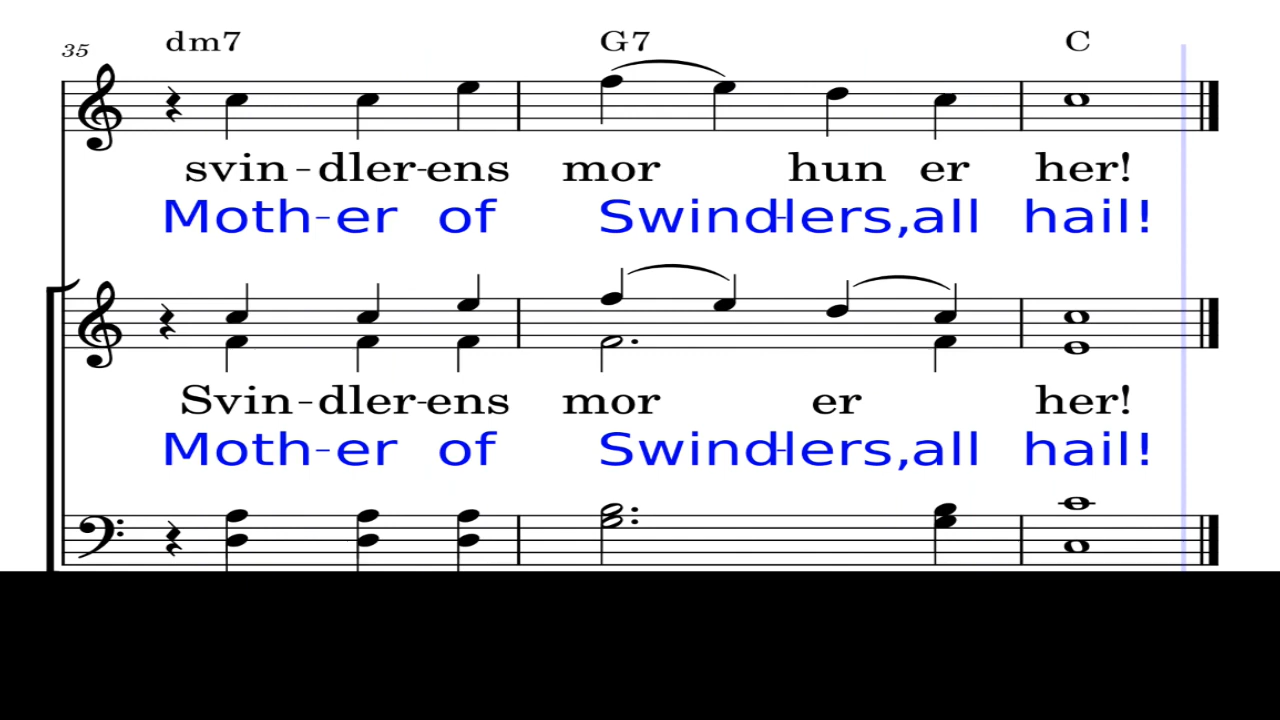 35 dm7 G7 C
svin-dler-ens mor hun er her!
Moth-er of Swind-lers, all hail!
Svin-dler-ens mor er her!
Moth-er of Swind-lers, all hail!